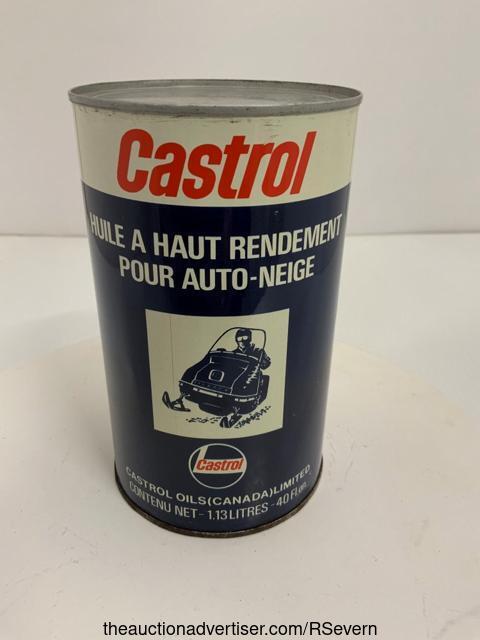 Castrol
HUILE A HAUT RENDEMENT
POUR AUTO-NEIGE
Castrol
CASTROL OILS(CANADA)LIMITED
CONTENU NET-1.13 LITRES-40 Fl.on.
theauctionadvertiser.com/RSevern